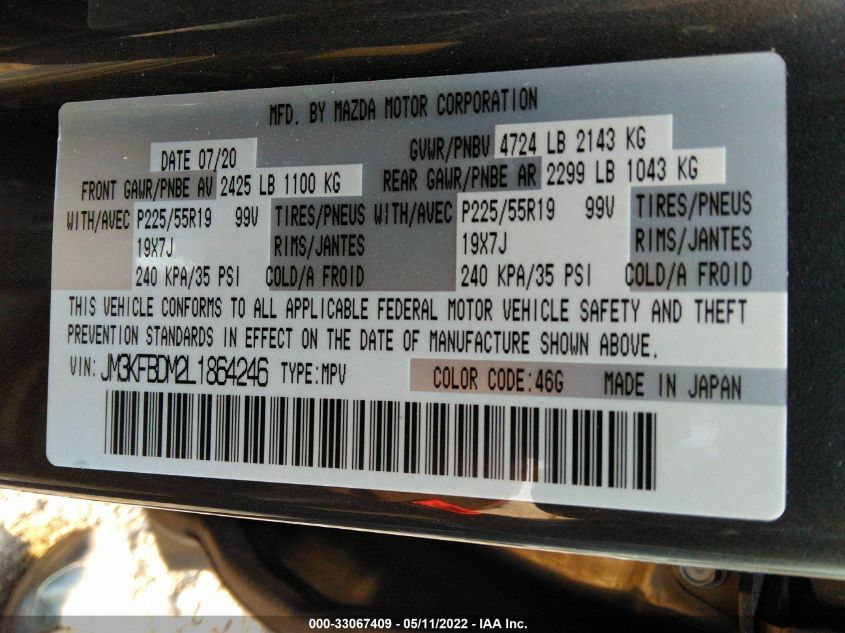 MFD. BY MAZDA MOTOR CORPORATION
DATE 07/20 GVWR/PNBV 4724 LB 2143 KG
FRONT GAWR/PNBE AV 2425 LB 1100 KG REAR GAWR/PNBE AR 2299 LB 1043 KG
WITH/AVEC P225/55R19 99V TIRES/PNEUS WITH/AVEC P225/55R19 99V TIRES/PNEUS
19X7J RIMS/JANTES 19X7J RIMS/JANTES
240 KPA/35 PSI COLD/A FROID 240 KPA/35 PSI COLD/A FROID
THIS VEHICLE CONFORMS TO ALL APPLICABLE FEDERAL MOTOR VEHICLE SAFETY AND THEFT
PREVENTION STANDARDS IN EFFECT ON THE DATE OF MANUFACTURE SHOWN ABOVE.
VIN: JM3KFBDM2L1864246 TYPE:MPV COLOR CODE:46G MADE IN JAPAN
000-33067409 - 05/11/2022 - IAA Inc.